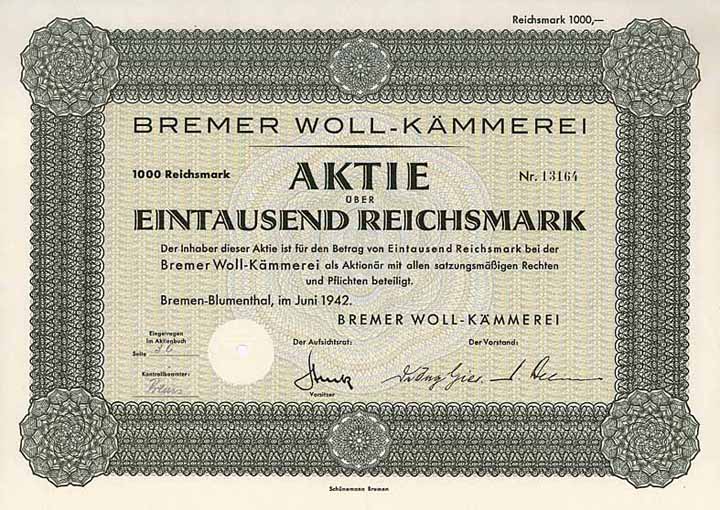 Reichsmark 1000,—
BREMER WOLL-KÄMMEREI
1000 Reichsmark
AKTIE
Nr. 13164
ÜBER
EINTAUSEND REICHSMARK
Der Inhaber dieser Aktie ist für den Betrag von Eintausend Reichsmark bei der
Bremer Woll-Kämmerei als Aktionär mit allen satzungsmäßigen Rechten
und Pflichten beteiligt.
Bremen-Blumenthal, im Juni 1942.
BREMER WOLL-KÄMMEREI
Eingetragen
im Aktienbuch
Seite
Kontrollbeamter:
Der Aufsichtsrat:
Vorsitzer
Der Vorstand:
Schünemann Bremen